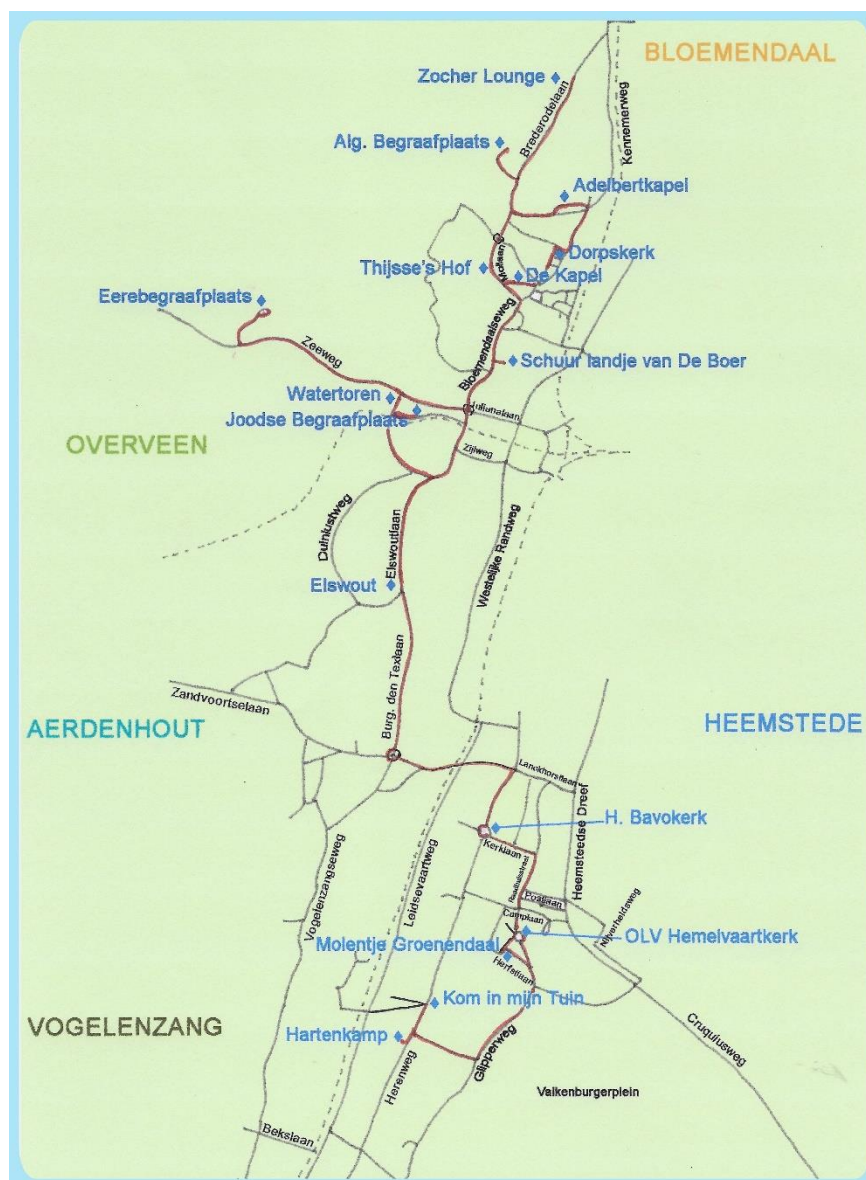 BLOEMENDAAL
Zocher Lounge
Brederodelaan
Kennemerweg
Alg. Begraafplaats
Adelbertkapel
Dorpskerk
Thijsse's Hof
Mollaan
De Kapel
Eerebegraafplaats
Zeeweg
Bloemendaalseweg
Schuur landje van De Boer
Watertoren
Joodse Begraafplaats
Julianalaan
OVERVEEN
Zijlweg
Duinlustweg
Elswoutlaan
Westelijke Randweg
Elswout
Zandvoortselaan
Burg. den Texlaan
AERDENHOUT
HEEMSTEDE
Lanckhorstlaan
H. Bavokerk
Kerklaan
Heemsteedse Dreef
Raadhuisstraat
Postlaan
Camplaan
Nijverheidsweg
Vogelenzangseweg
Leidsevaartweg
OLV Hemelvaartkerk
Molentje Groenendaal
Herfstlaan
Kom in mijn Tuin
VOGELENZANG
Hartenkamp
Cruquiusweg
Glipperweg
Herenweg
Valkenburgerplein
Bekslaan